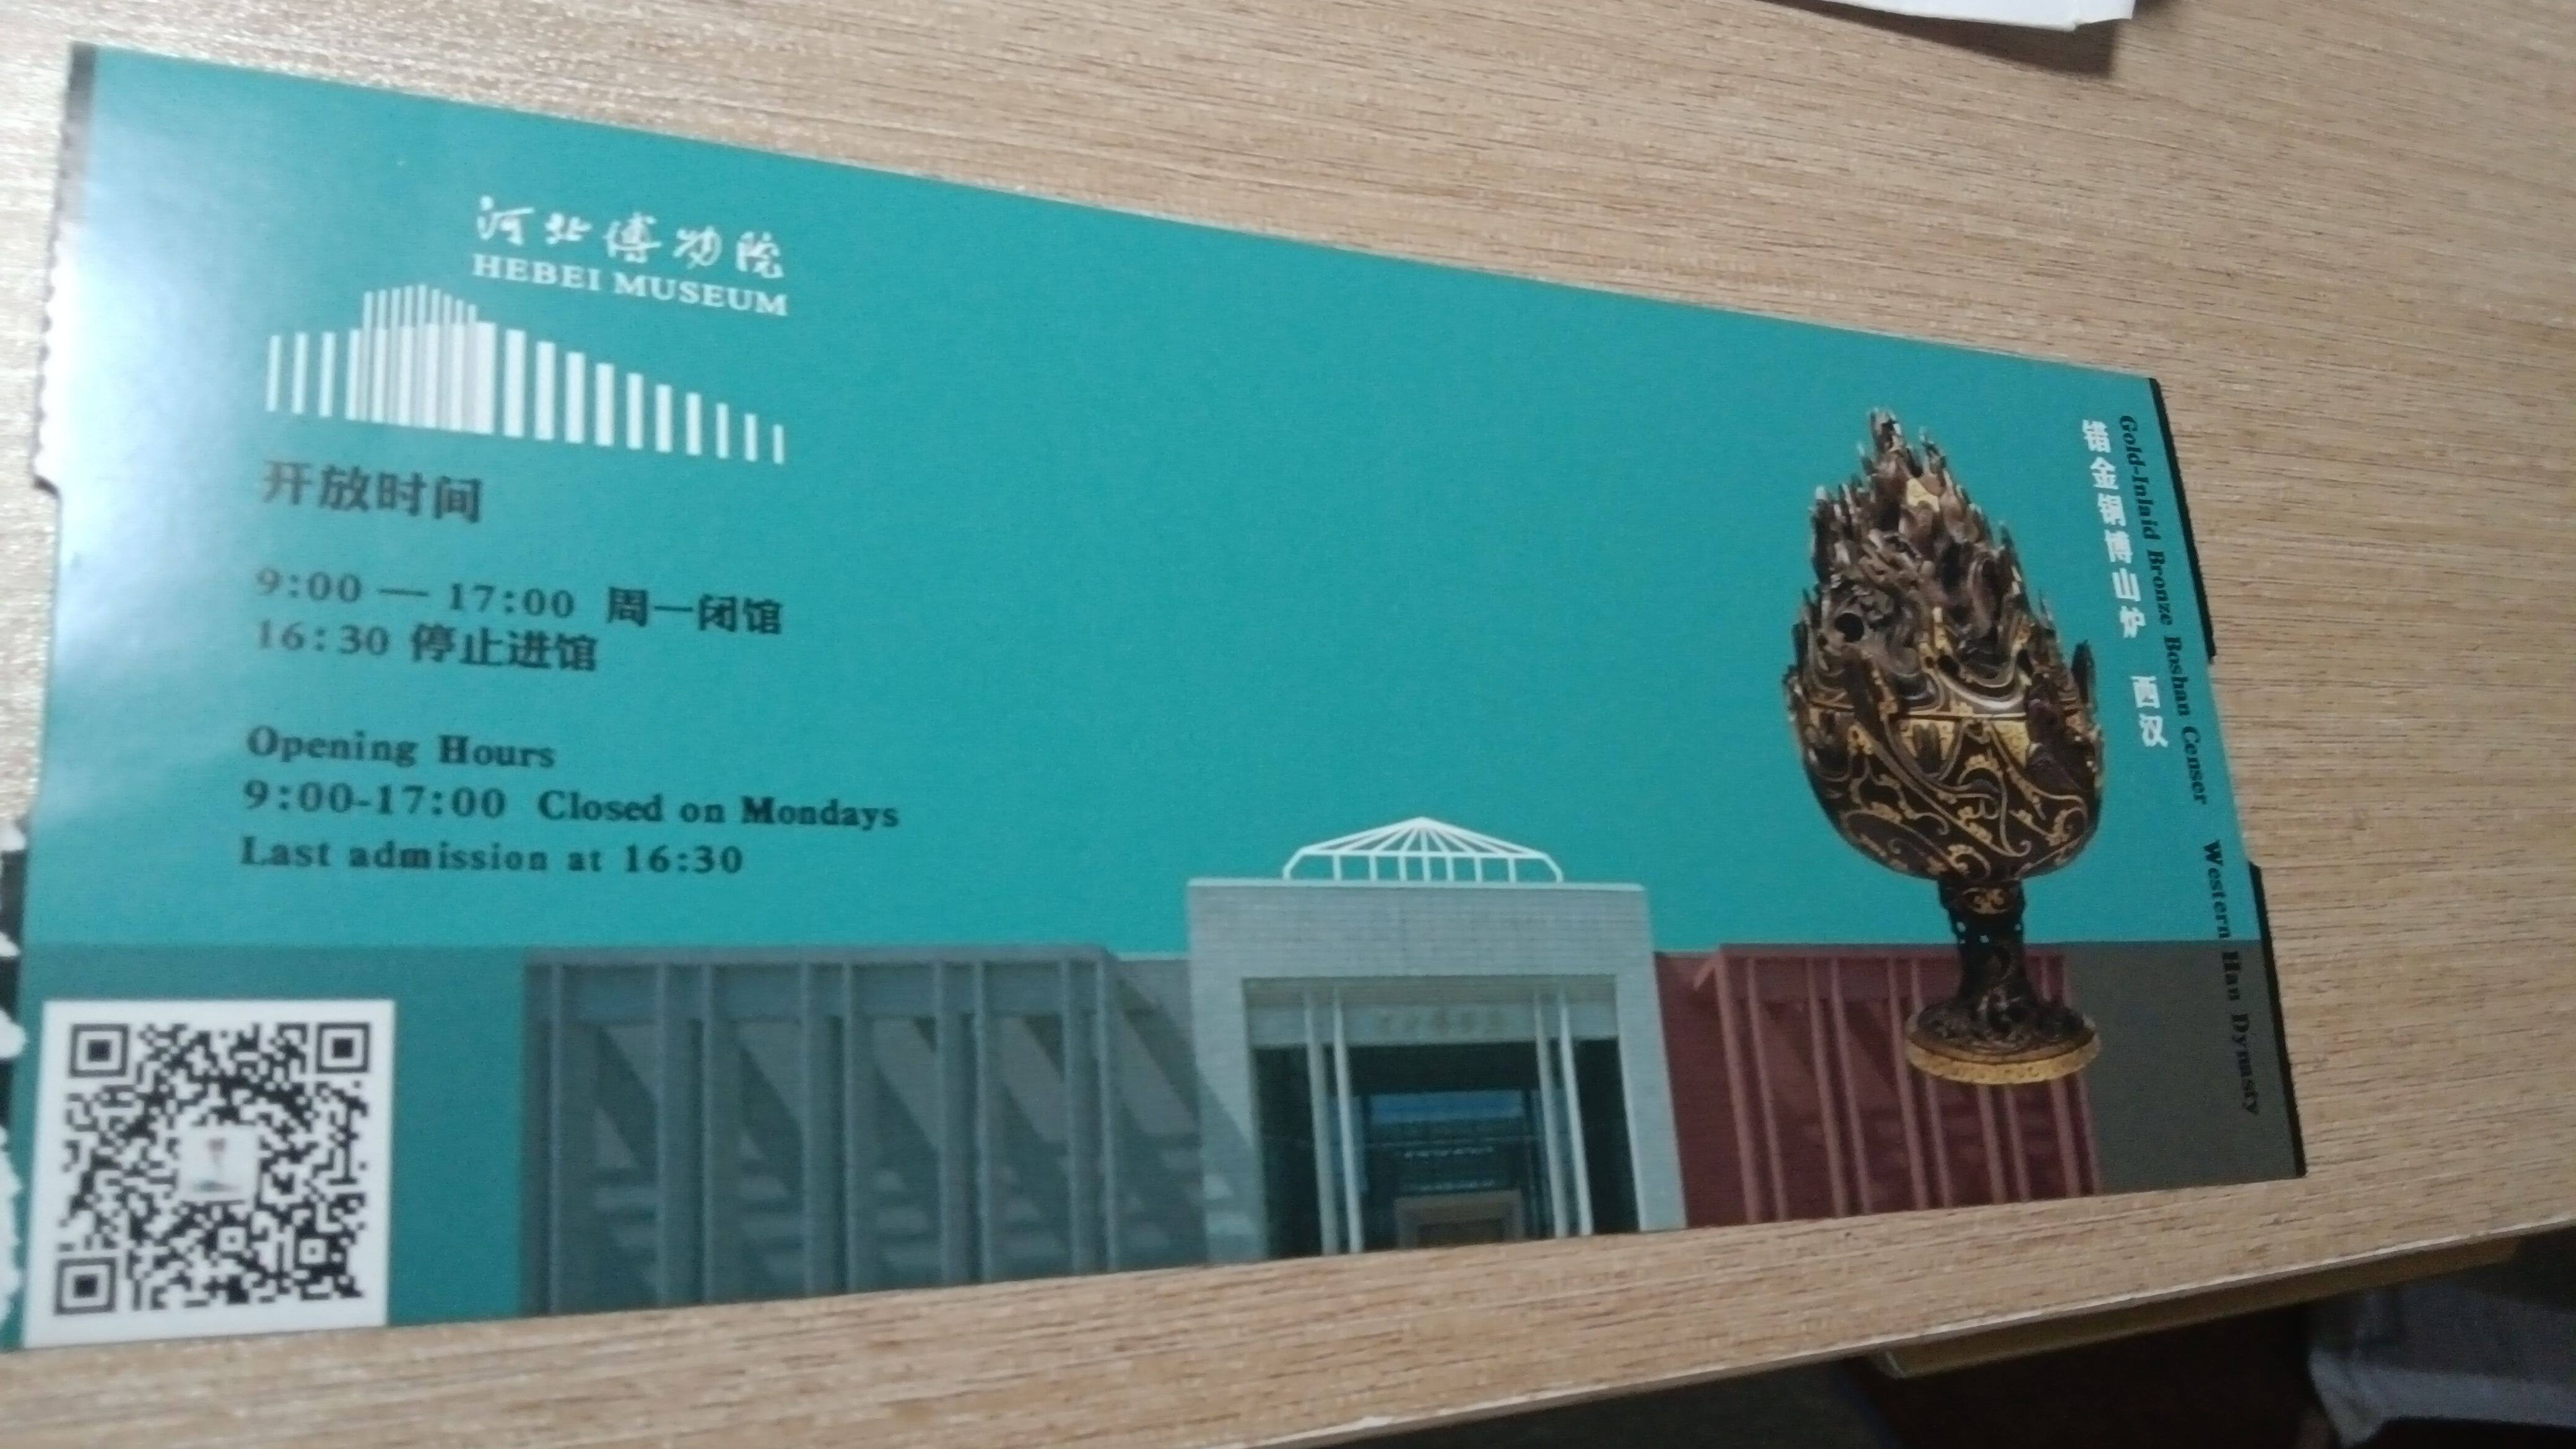 河北博物院
HEBEI MUSEUM
开放时间
9:00 — 17:00 周一闭馆
16:30 停止进馆
Opening Hours
9:00-17:00 Closed on Mondays
Last admission at 16:30
错金铜博山炉 西汉
Gold-Inlaid Bronze Boshan Censer Western Han Dynasty